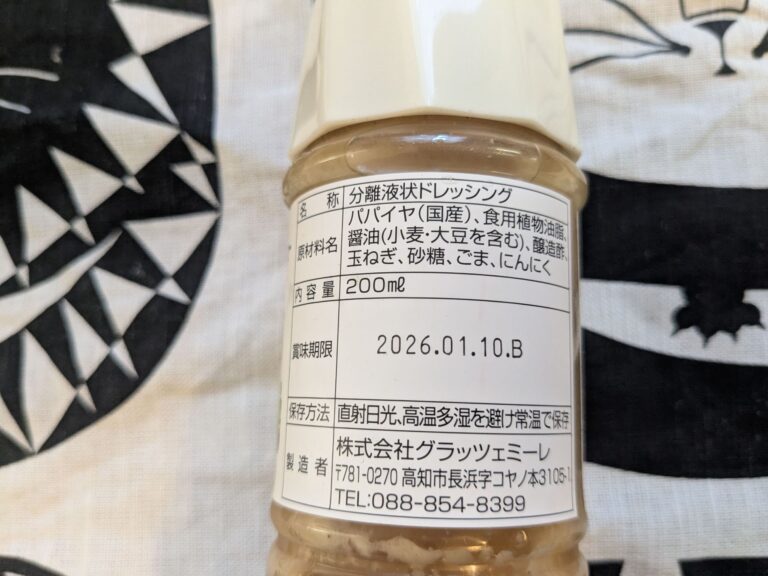 名称 分離液状ドレッシング
原材料名 パパイヤ(国産)、食用植物油脂、
醤油(小麦・大豆を含む)、醸造酢、
玉ねぎ、砂糖、ごま、にんにく
内容量 200㎖
賞味期限 2026.01.10.B
保存方法 直射日光、高温多湿を避け常温で保存
製造者 株式会社グラッツェミーレ
〒781-0270 高知市長浜字コヤノ本3105-1
TEL:088-854-8399